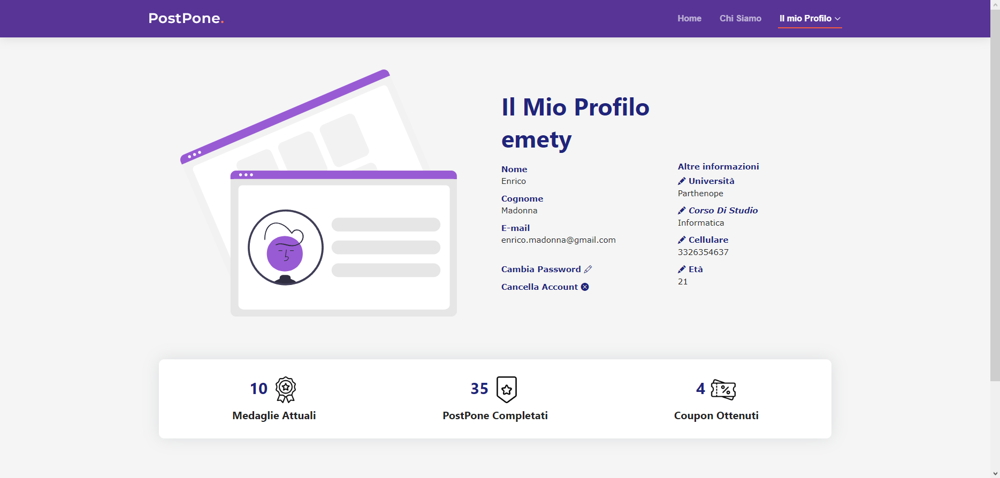 PostPone.
Home
Chi Siamo
Il mio Profilo
Il Mio Profilo
emety
Nome
Enrico
Cognome
Madonna
E-mail
enrico.madonna@gmail.com
Cambia Password
Cancella Account
Altre informazioni
Università
Parthenope
Corso Di Studio
Informatica
Cellulare
3326354637
Età
21
10
Medaglie Attuali
35
PostPone Completati
4
Coupon Ottenuti